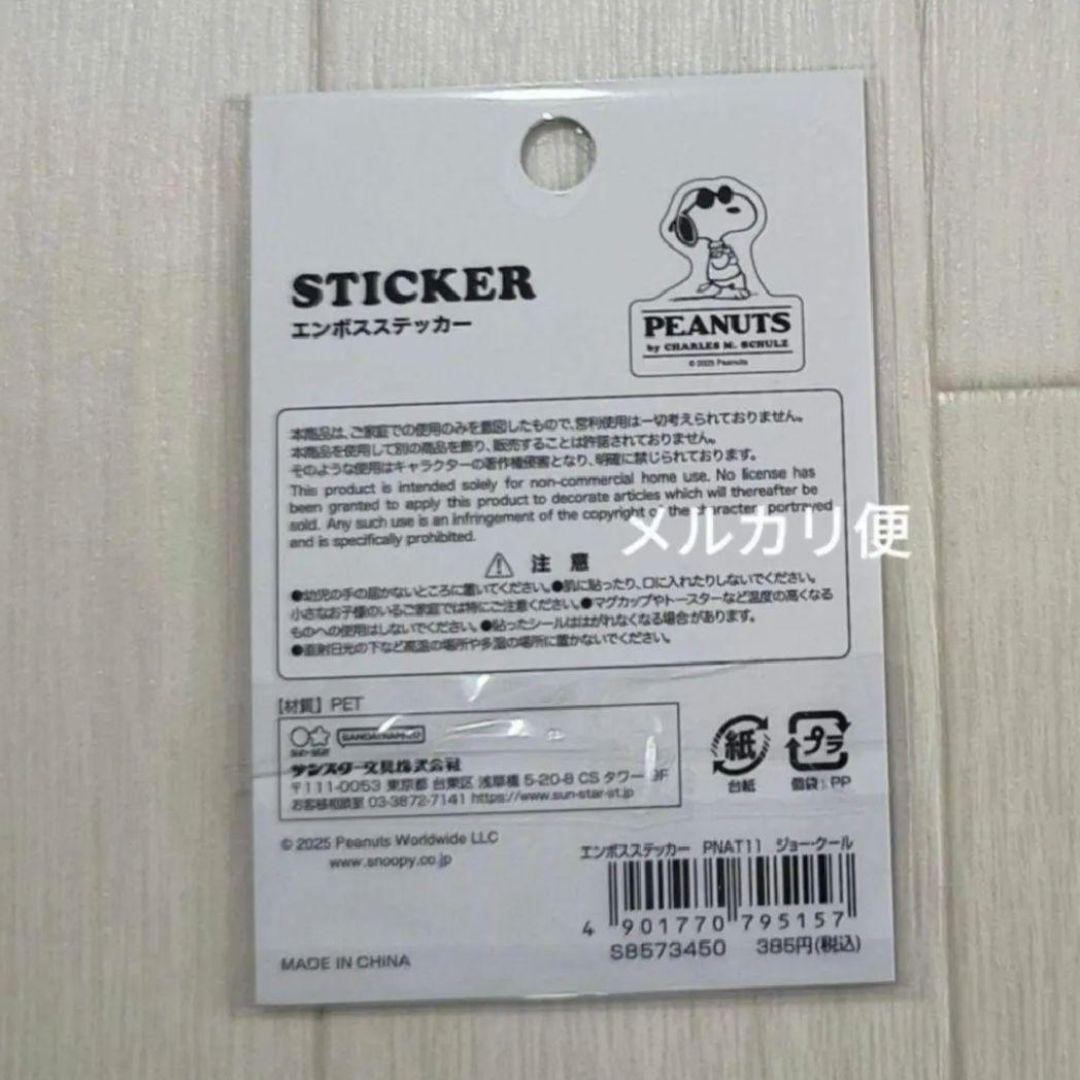 STICKER
エンボスステッカー
PEANUTS
by CHARLES M. SCHULZ
© 2025 Peanuts
本商品は、ご家庭での使用のみを意図したもので、営利使用は一切考えられておりません。
本商品を使用して別の商品を飾り、販売することは許諾されておりません。
そのような使用はキャラクターの著作権侵害となり、明確に禁じられております。
This product is intended solely for non-commercial home use. No license has
been granted to apply this product to decorate articles which will thereafter be
sold. Any such use is an infringement of the copyright of the character portrayed
and is specifically prohibited.
メルカリ便
注意
●幼児の手の届かないところに置いてください。●肌に貼ったり、口に入れたりしないでください。
小さなお子様のいるご家庭では特にご注意ください。●マグカップやトースターなど温度の高くなる
ものへの使用はしないでください。●貼ったシールははがれなくなる場合があります。
●直射日光の下など高温の場所や多湿の場所に置かないでください。
【材質】PET
SUN-STAR
BANDAI NAMCO
サンスター文具株式会社
〒111-0053 東京都 台東区 浅草橋 5-20-8 CS タワー F
お客様相談室 03-3872-7141 https://www.sun-star-st.jp
紙
台紙
プラ
個袋:PP
© 2025 Peanuts Worldwide LLC
www.snoopy.co.jp
エンボスステッカー PNAT11 ジョー・クール
4 901770 795157
S8573450 385円(税込)
MADE IN CHINA